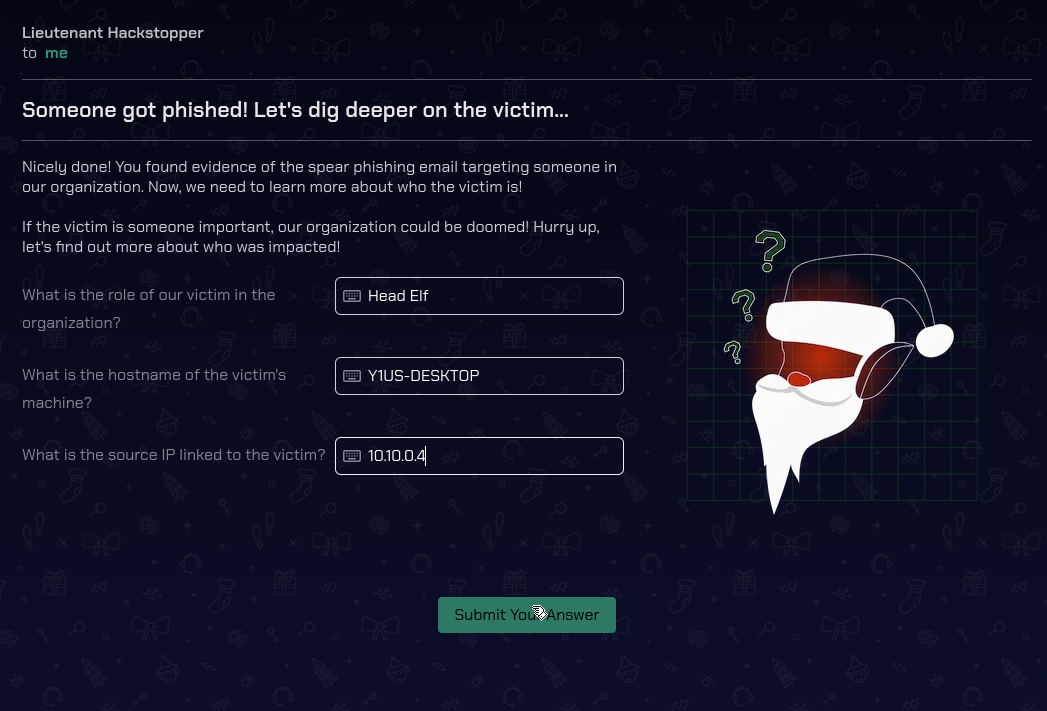 Lieutenant Hackstopper
to me
Someone got phished! Let's dig deeper on the victim...
Nicely done! You found evidence of the spear phishing email targeting someone in
our organization. Now, we need to learn more about who the victim is!
If the victim is someone important, our organization could be doomed! Hurry up,
let's find out more about who was impacted!
What is the role of our victim in the
organization?
Head Elf
What is the hostname of the victim's
machine?
Y1US-DESKTOP
What is the source IP linked to the victim?
10.10.0.4
Submit Your Answer
? ? ?